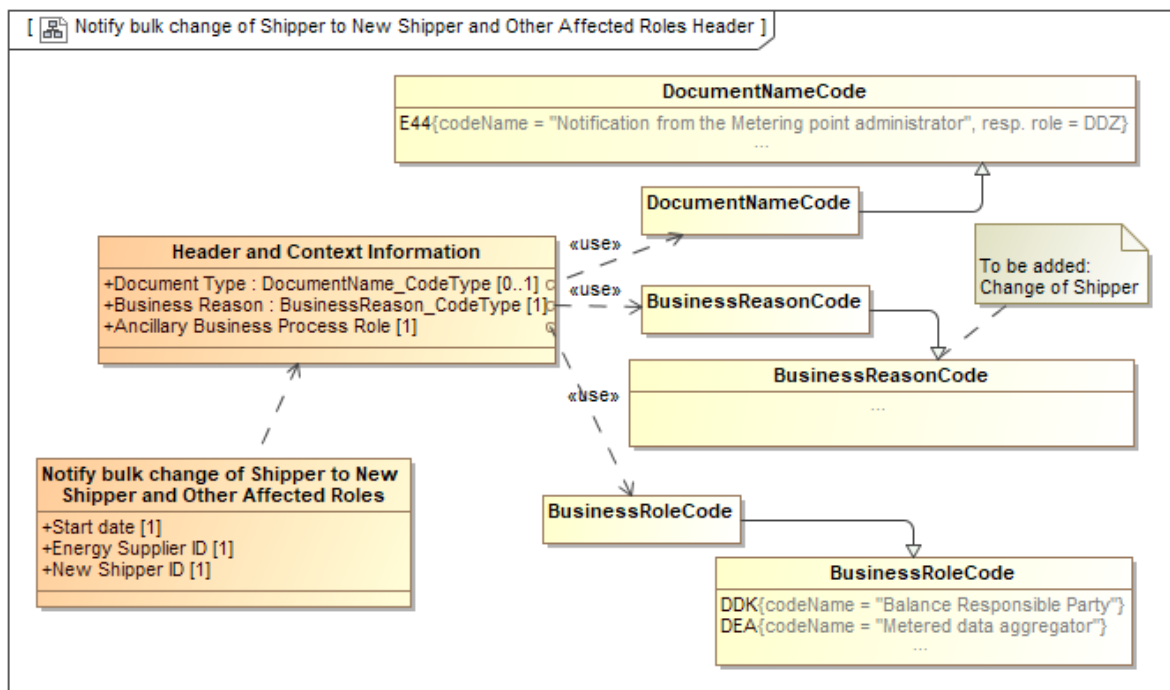 [ Notify bulk change of Shipper to New Shipper and Other Affected Roles Header ]
DocumentNameCode
E44{codeName = "Notification from the Metering point administrator", resp. role = DDZ}
...
DocumentNameCode
«use»
Header and Context Information
+Document Type : DocumentName_CodeType [0..1]
+Business Reason : BusinessReason_CodeType [1]
+Ancillary Business Process Role [1]
«use»
To be added:
Change of Shipper
BusinessReasonCode
BusinessReasonCode
...
«use»
Notify bulk change of Shipper to New
Shipper and Other Affected Roles
+Start date [1]
+Energy Supplier ID [1]
+New Shipper ID [1]
BusinessRoleCode
BusinessRoleCode
DDK{codeName = "Balance Responsible Party"}
DEA{codeName = "Metered data aggregator"}
...